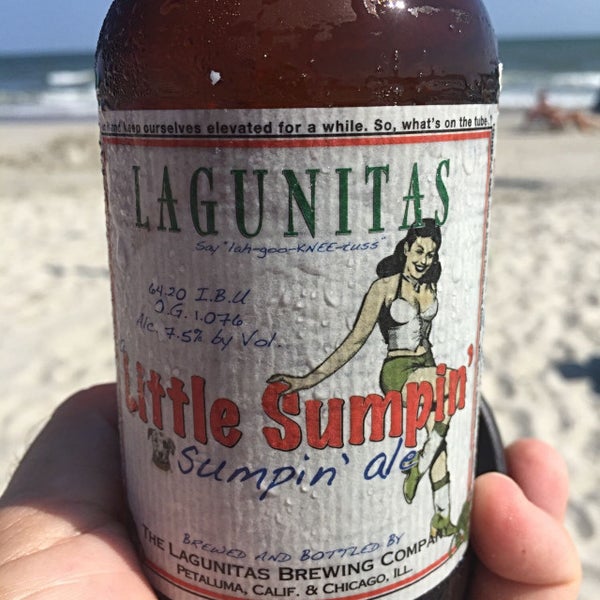 ourselves elevated for a while. So, what's on the tube
LAGUNITAS
Say "lah-goo-KNEE-tuss"
64.20 I.B.U
O.G. 1.076
Alc. 7.5% by Vol.
Little Sumpin'
Sumpin' ale
BREWED AND BOTTLED BY
THE LAGUNITAS BREWING COMPANY
PETALUMA, CALIF. & CHICAGO, ILL.